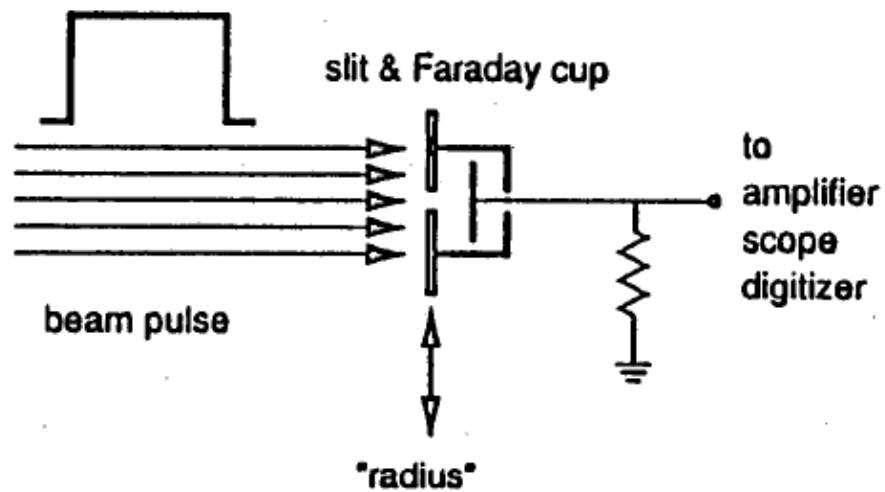 slit & Faraday cup
to
amplifier
scope
digitizer
beam pulse
"radius"